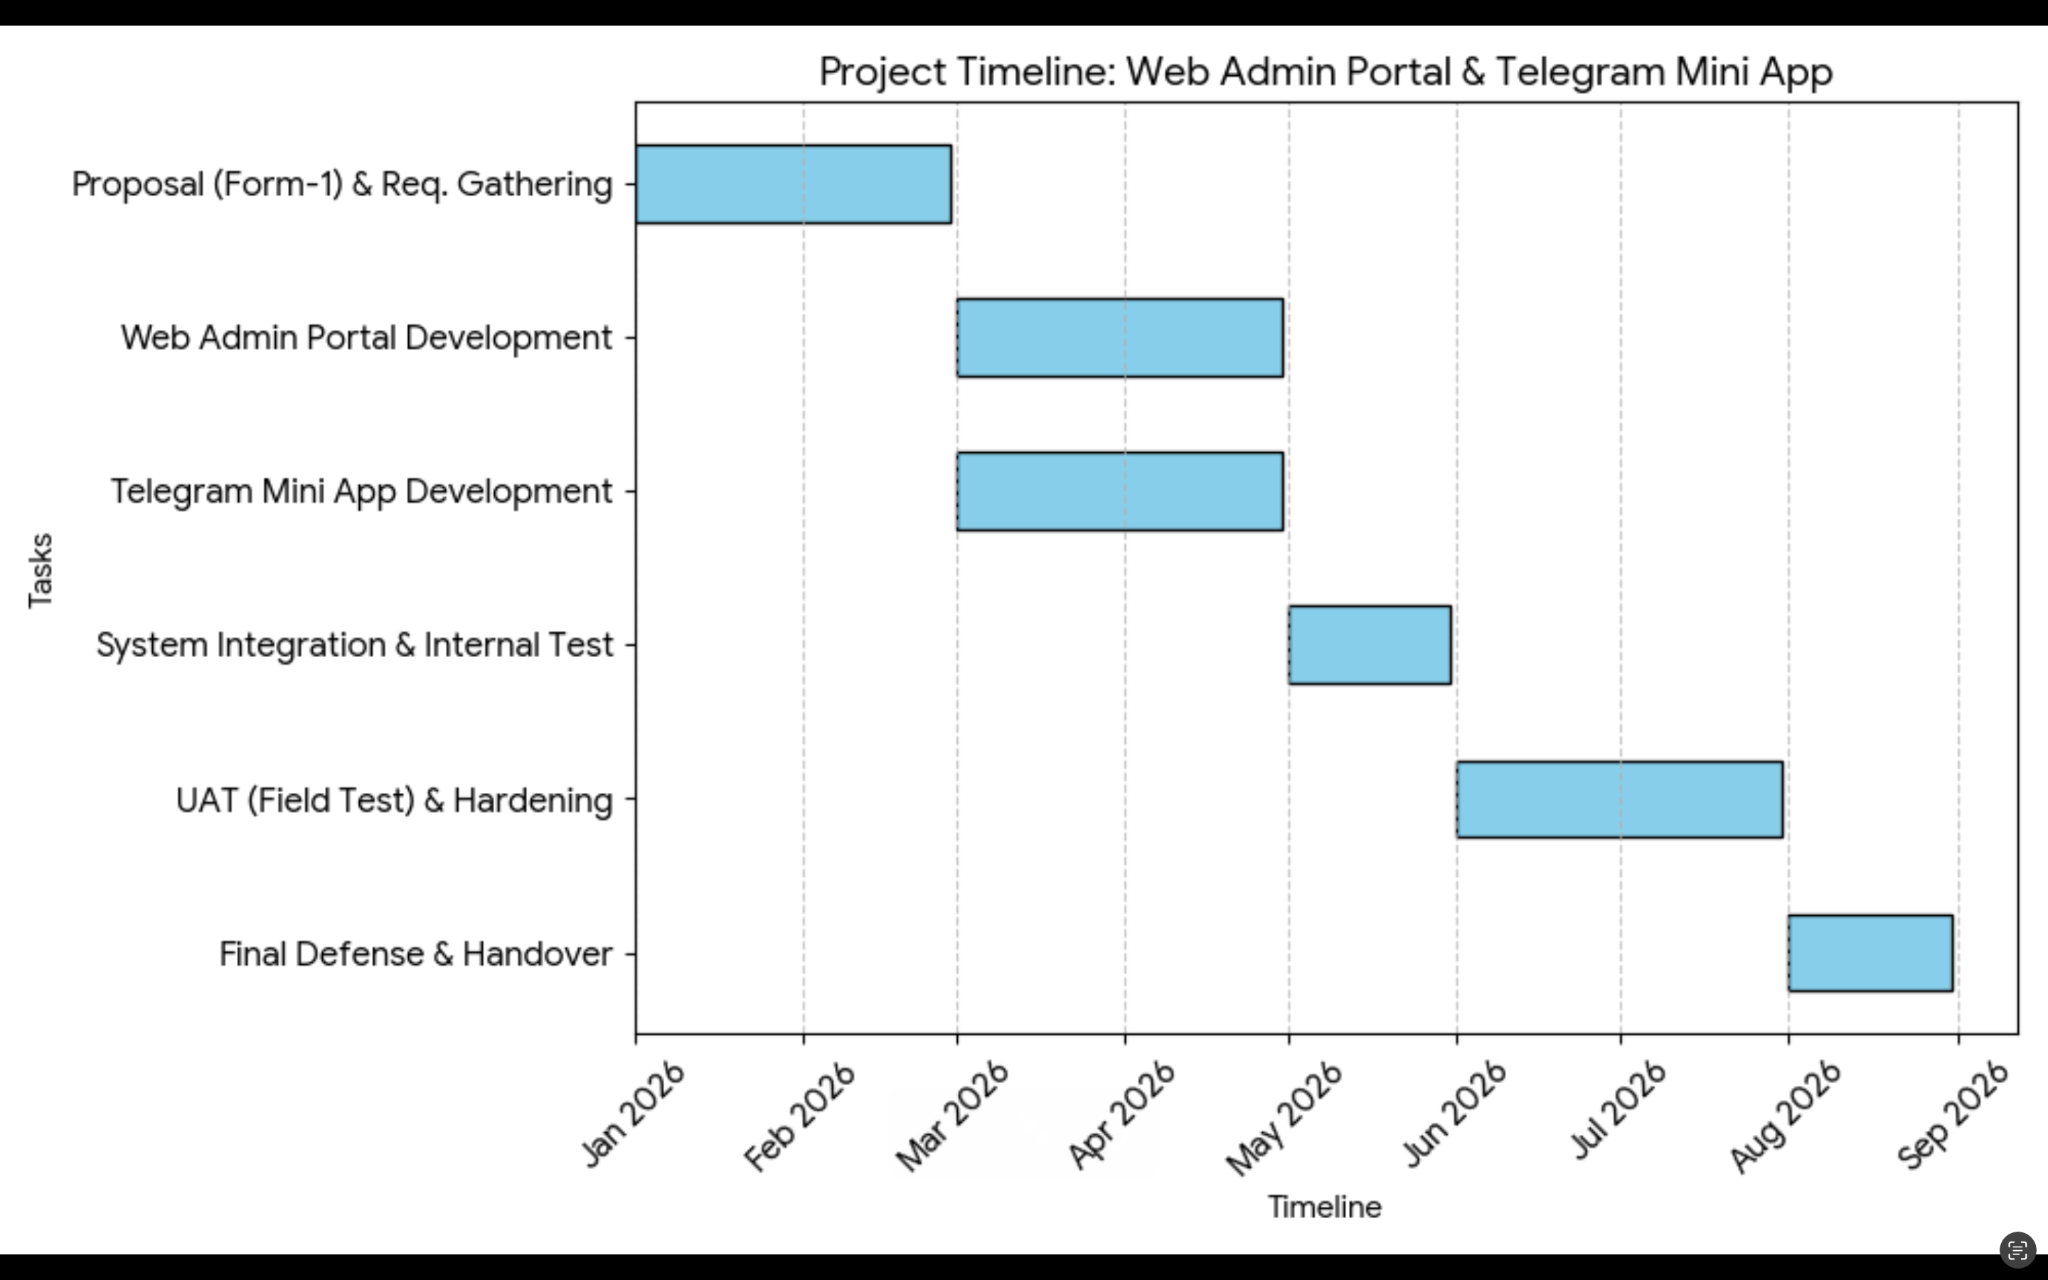 Project Timeline: Web Admin Portal & Telegram Mini App
Proposal (Form-1) & Req. Gathering
Web Admin Portal Development
Telegram Mini App Development
System Integration & Internal Test
UAT (Field Test) & Hardening
Final Defense & Handover
Tasks
Jan 2026
Feb 2026
Mar 2026
Apr 2026
May 2026
Jun 2026
Jul 2026
Aug 2026
Sep 2026
Timeline